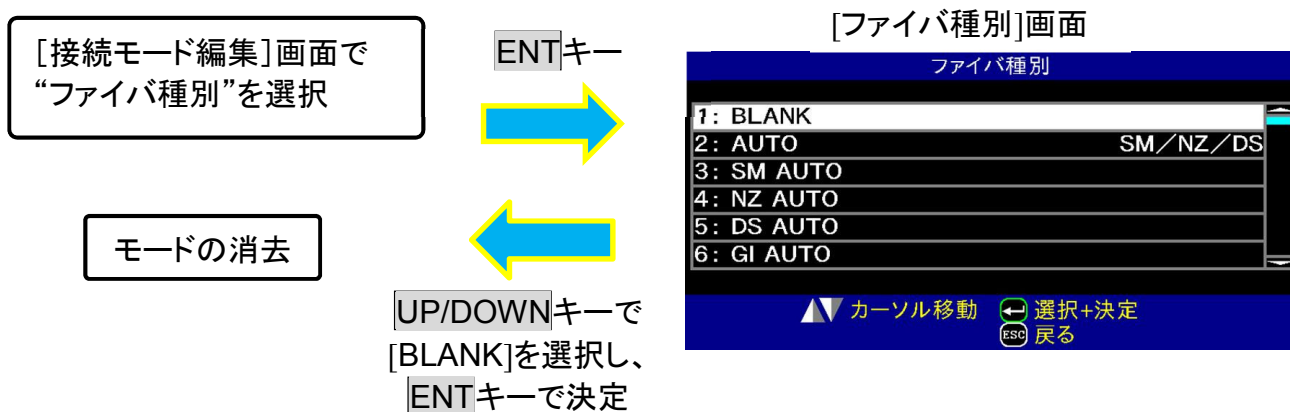 ［接続モード編集］画面で
“ファイバ種別”を選択
ENTキー
[ファイバ種別]画面
ファイバ種別
1: BLANK
2: AUTO SM／NZ／DS
3: SM AUTO
4: NZ AUTO
5: DS AUTO
6: GI AUTO
カーソル移動 選択+決定
ESC 戻る
モードの消去
UP/DOWNキーで
[BLANK]を選択し、
ENTキーで決定